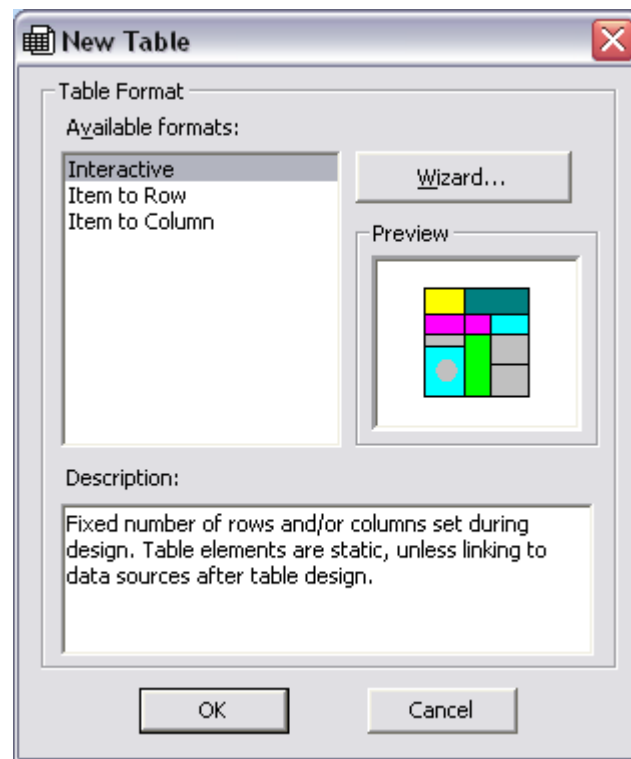 New Table
Table Format
Available formats:
Interactive
Item to Row
Item to Column
Wizard...
Preview
Description:
Fixed number of rows and/or columns set during
design. Table elements are static, unless linking to
data sources after table design.
OK
Cancel